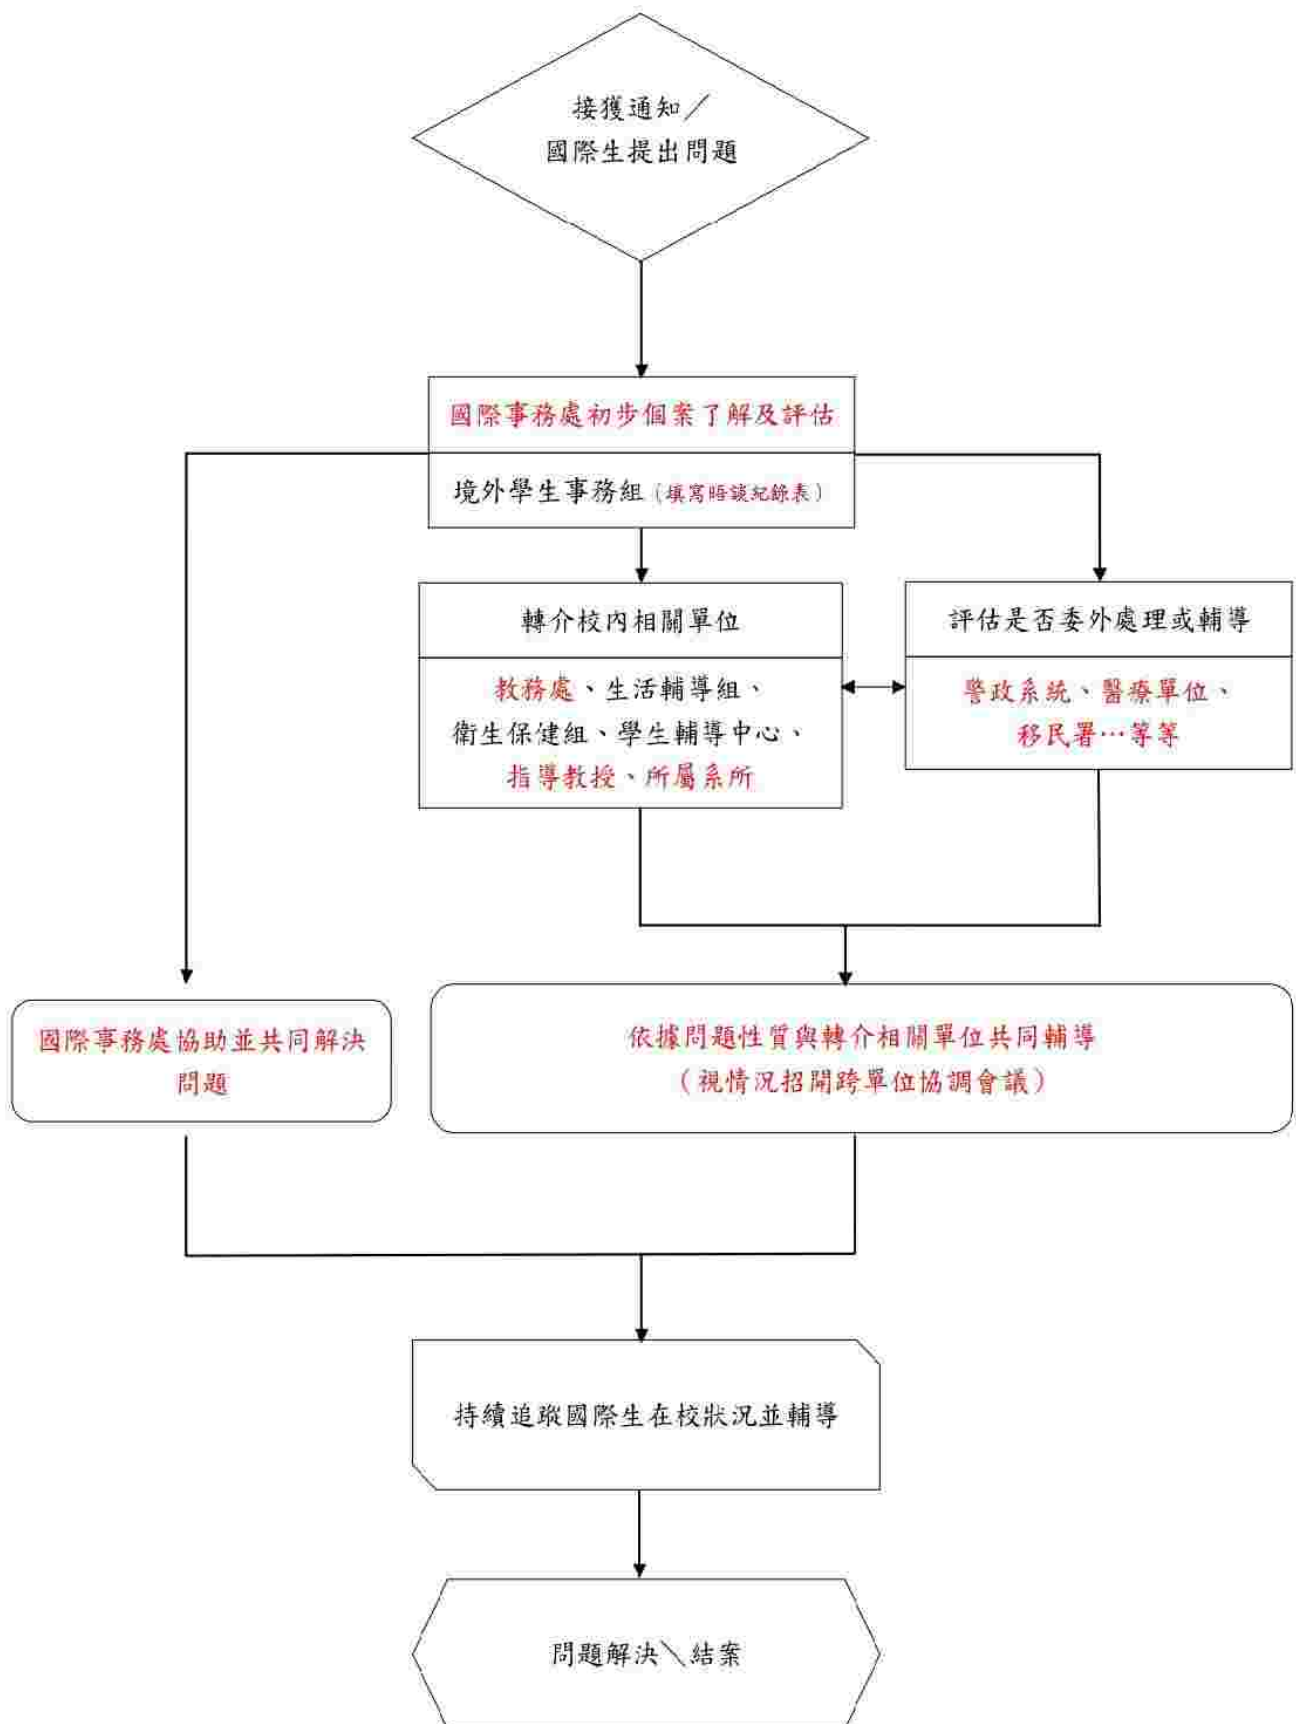 接獲通知／
國際生提出問題
國際事務處初步個案了解及評估
境外學生事務組（填寫晤談紀錄表）
轉介校內相關單位
教務處、生活輔導組、
衛生保健組、學生輔導中心、
指導教授、所屬系所
評估是否委外處理或輔導
警政系統、醫療單位、
移民署…等等
國際事務處協助並共同解決
問題
依據問題性質與轉介相關單位共同輔導
（視情況招開跨單位協調會議）
持續追蹤國際生在校狀況並輔導
問題解決＼結案